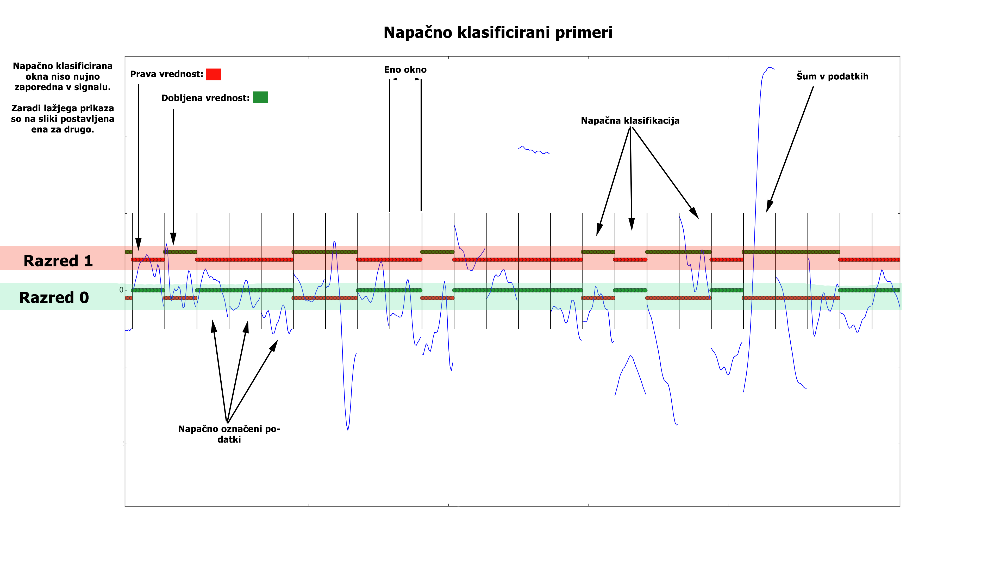 Napačno klasificirani primeri
Napačno klasificirana
okna niso nujno
zaporedna v signalu.
Zaradi lažjega prikaza
so na sliki postavljena
ena za drugo.
Prava vrednost:
Dobljena vrednost:
Eno okno
Napačna klasifikacija
Šum v podatkih
Razred 1
0
Razred 0
Napačno označeni po-
datki